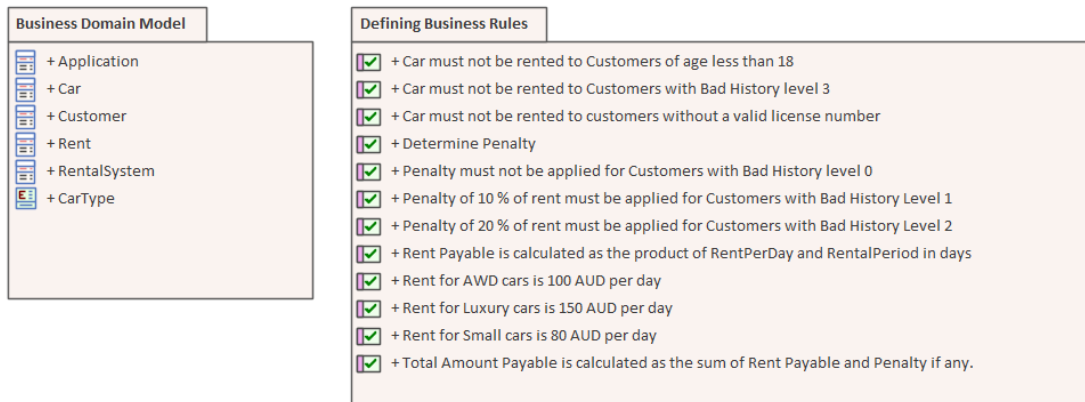 Business Domain Model
+ Application
+ Car
+ Customer
+ Rent
+ RentalSystem
+ CarType
Defining Business Rules
+ Car must not be rented to Customers of age less than 18
+ Car must not be rented to Customers with Bad History level 3
+ Car must not be rented to customers without a valid license number
+ Determine Penalty
+ Penalty must not be applied for Customers with Bad History level 0
+ Penalty of 10 % of rent must be applied for Customers with Bad History Level 1
+ Penalty of 20 % of rent must be applied for Customers with Bad History Level 2
+ Rent Payable is calculated as the product of RentPerDay and RentalPeriod in days
+ Rent for AWD cars is 100 AUD per day
+ Rent for Luxury cars is 150 AUD per day
+ Rent for Small cars is 80 AUD per day
+ Total Amount Payable is calculated as the sum of Rent Payable and Penalty if any.